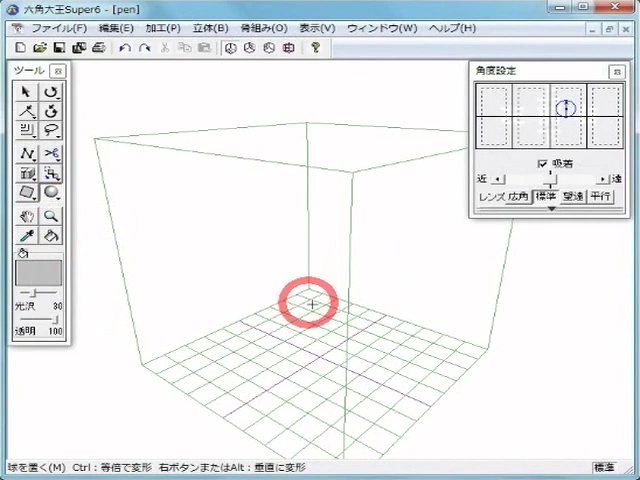 六角大王Super6 - [pen]
ファイル(F) 編集(E) 加工(P) 立体(B) 骨組み(O) 表示(V) ウィンドウ(W) ヘルプ(H)
ツール
角度設定
吸着
近 遠
レンズ 広角 標準 望遠 平行
光沢 30
透明 100
球を置く(M) Ctrl：等倍で変形 右ボタンまたはAlt：垂直に変形 標準